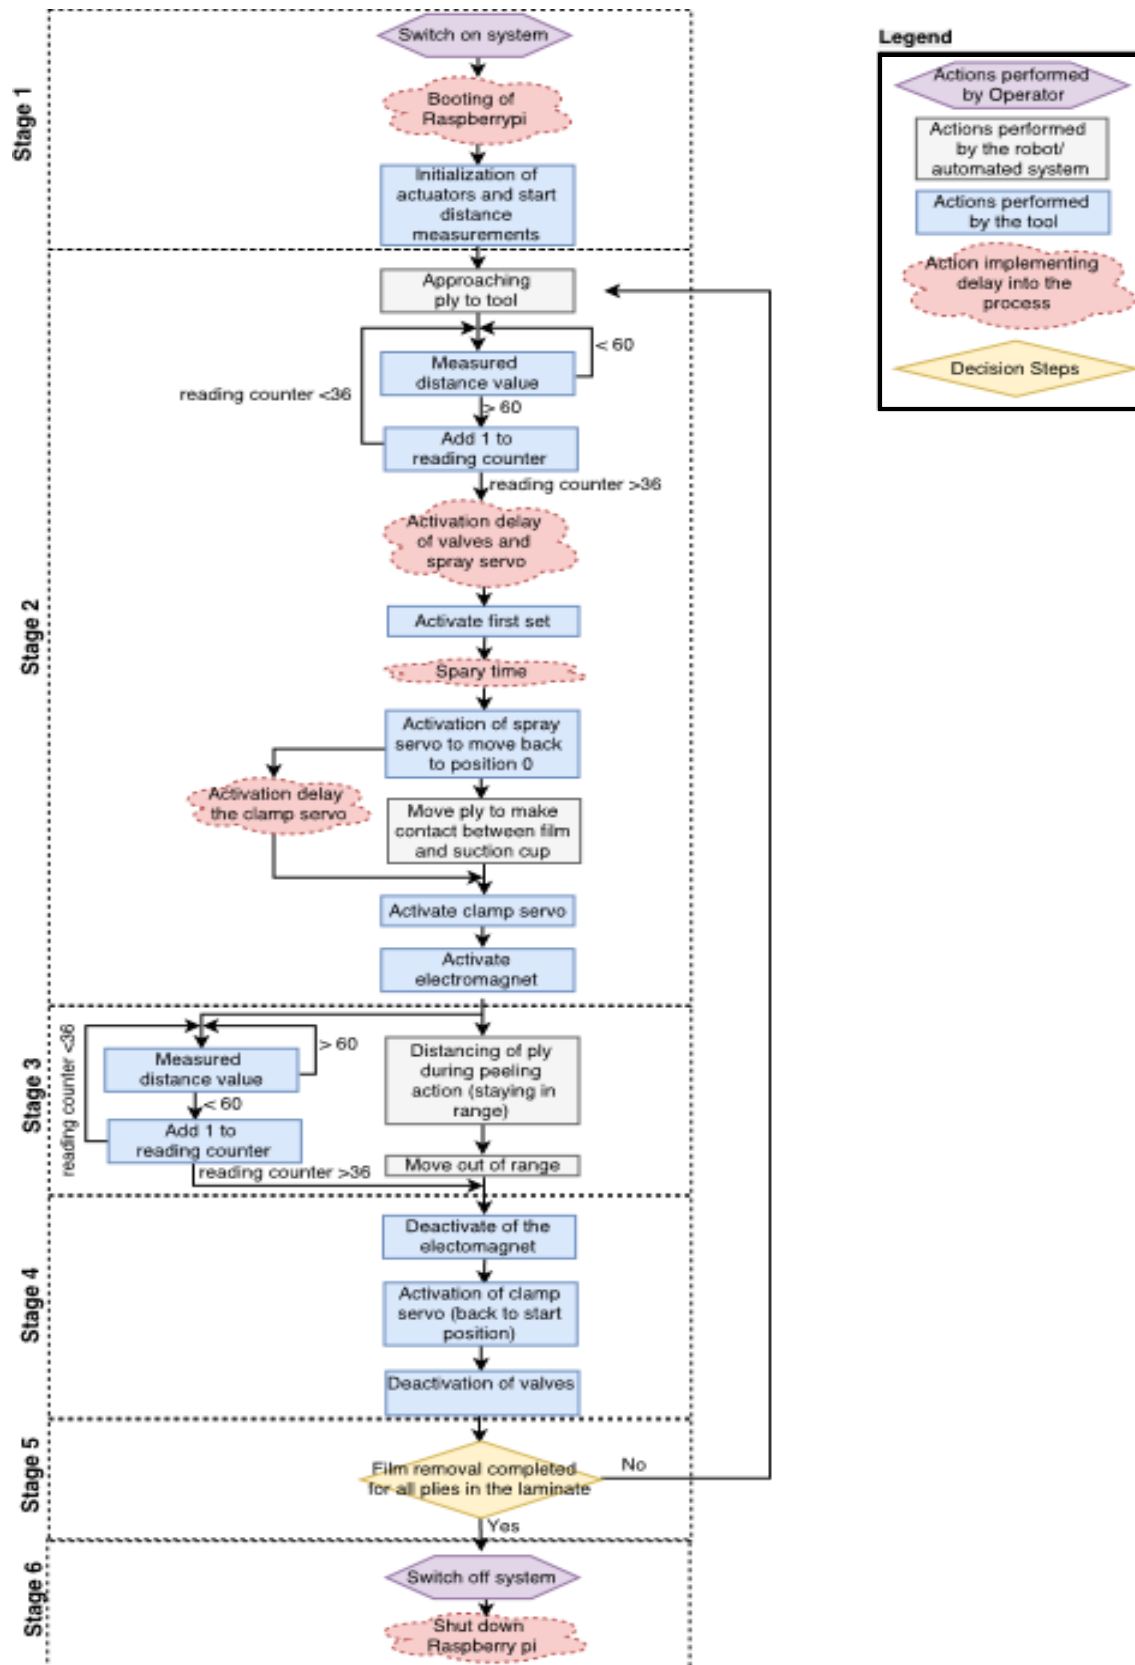 Stage 1
Switch on system
Booting of
Raspberrypi
Initialization of
actuators and start
distance
measurements
Legend
Actions performed
by Operator
Actions performed
by the robot/
automated system
Actions performed
by the tool
Action implementing
delay into the
process
Decision Steps
Stage 2
Approaching
ply to tool
< 60
Measured
distance value
reading counter <36
> 60
Add 1 to
reading counter
reading counter >36
Activation delay
of valves and
spray servo
Activate first set
Spary time
Activation of spray
servo to move back
to position 0
Activation delay
the clamp servo
Move ply to make
contact between film
and suction cup
Activate clamp servo
Activate
electromagnet
Stage 3
reading counter <36
> 60
Measured
distance value
< 60
Add 1 to
reading counter
reading counter >36
Distancing of ply
during peeling
action (staying in
range)
Move out of range
Stage 4
Deactivate of the
electomagnet
Activation of clamp
servo (back to start
position)
Deactivation of valves
Stage 5
Film removal completed
for all plies in the laminate
No
Yes
Stage 6
Switch off system
Shut down
Raspberry pi